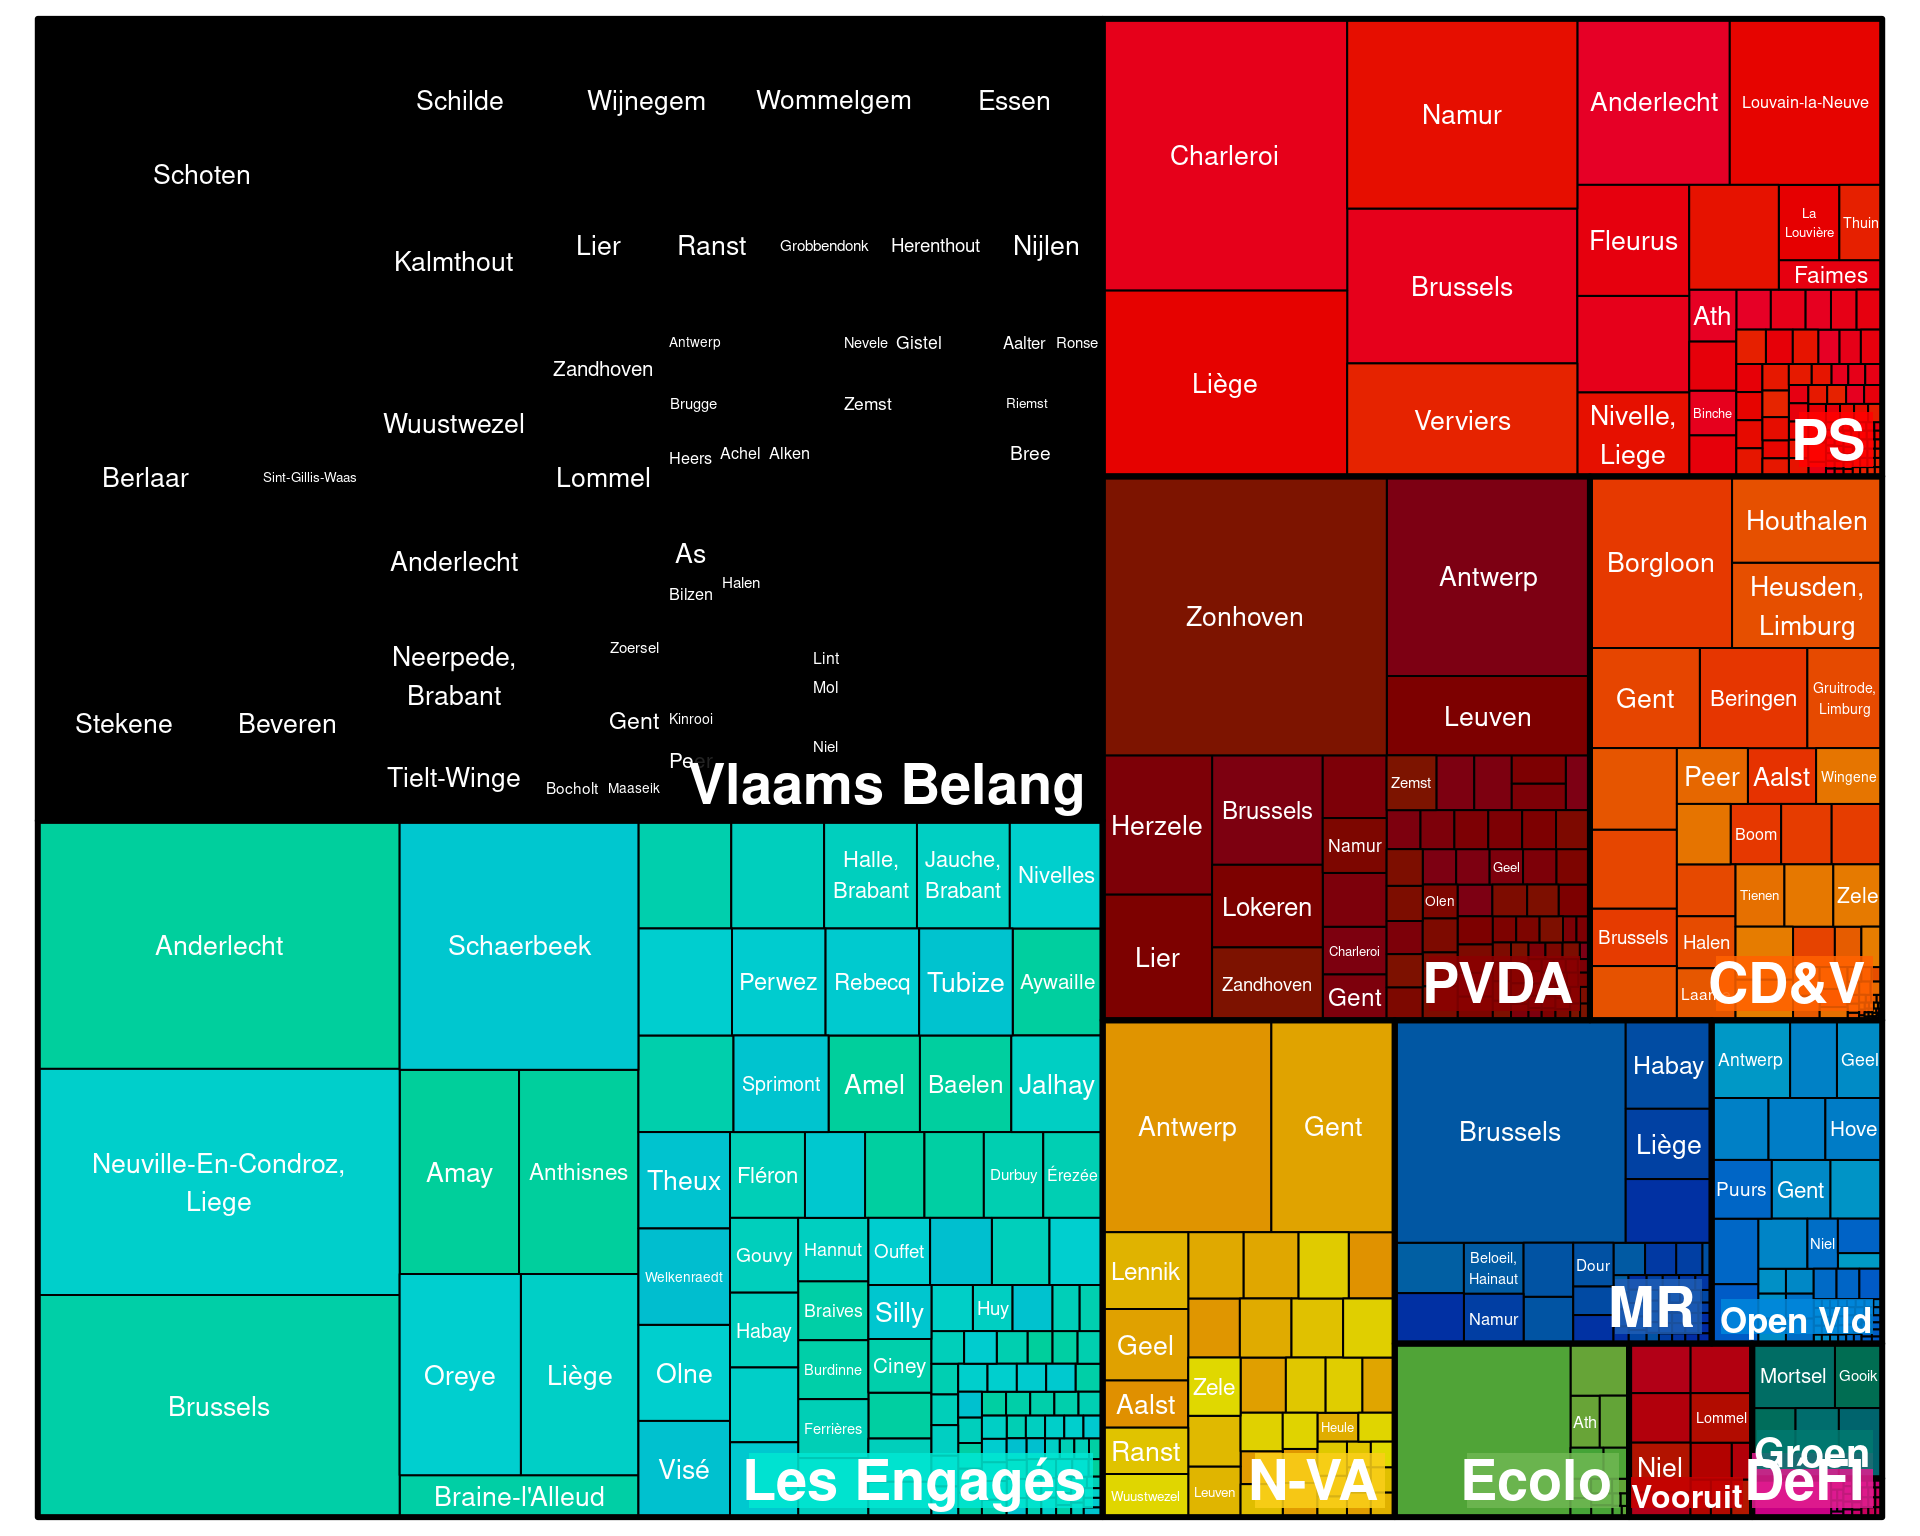 Schilde
Wijnegem
Wommelgem
Essen
Schoten
Kalmthout
Lier
Ranst
Grobbendonk
Herenthout
Nijlen
Antwerp
Nevele
Gistel
Aalter
Ronse
Zandhoven
Brugge
Zemst
Riemst
Wuustwezel
Heers
Achel
Alken
Bree
Berlaar
Sint-Gillis-Waas
Lommel
Anderlecht
As
Halen
Bilzen
Neerpede,
Brabant
Zoersel
Lint
Mol
Stekene
Beveren
Gent
Kinrooi
Niel
Peer
Tielt-Winge
Bocholt
Maaseik
Vlaams Belang
Charleroi
Namur
Anderlecht
Louvain-la-Neuve
Brussels
Fleurus
La
Louvière
Thuin
Faimes
Ath
Liège
Verviers
Nivelle,
Liege
Binche
PS
Zonhoven
Antwerp
Leuven
Herzele
Brussels
Namur
Zemst
Geel
Olen
Lokeren
Lier
Zandhoven
Charleroi
Gent
PVDA
Borgloon
Houthalen
Heusden,
Limburg
Gent
Beringen
Gruitrode,
Limburg
Peer
Aalst
Wingene
Boom
Tienen
Zele
Brussels
Halen
CD&V
Anderlecht
Schaerbeek
Halle,
Brabant
Jauche,
Brabant
Nivelles
Perwez
Rebecq
Tubize
Aywaille
Sprimont
Amel
Baelen
Jalhay
Neuville-En-Condroz,
Liege
Amay
Anthisnes
Theux
Fléron
Durbuy
Érezée
Gouvy
Hannut
Ouffet
Welkenraedt
Braives
Silly
Huy
Habay
Brussels
Oreye
Liège
Olne
Burdinne
Ciney
Ferrières
Visé
Braine-l'Alleud
Les Engagés
Antwerp
Gent
Lennik
Geel
Aalst
Zele
Ranst
Heule
Wuustwezel
Leuven
N-VA
Brussels
Habay
Liège
Beloeil,
Hainaut
Dour
Namur
MR
Antwerp
Geel
Hove
Puurs
Gent
Niel
Open Vld
Ath
Ecolo
Lommel
Niel
Vooruit
Mortsel
Gooik
Groen
DéFI